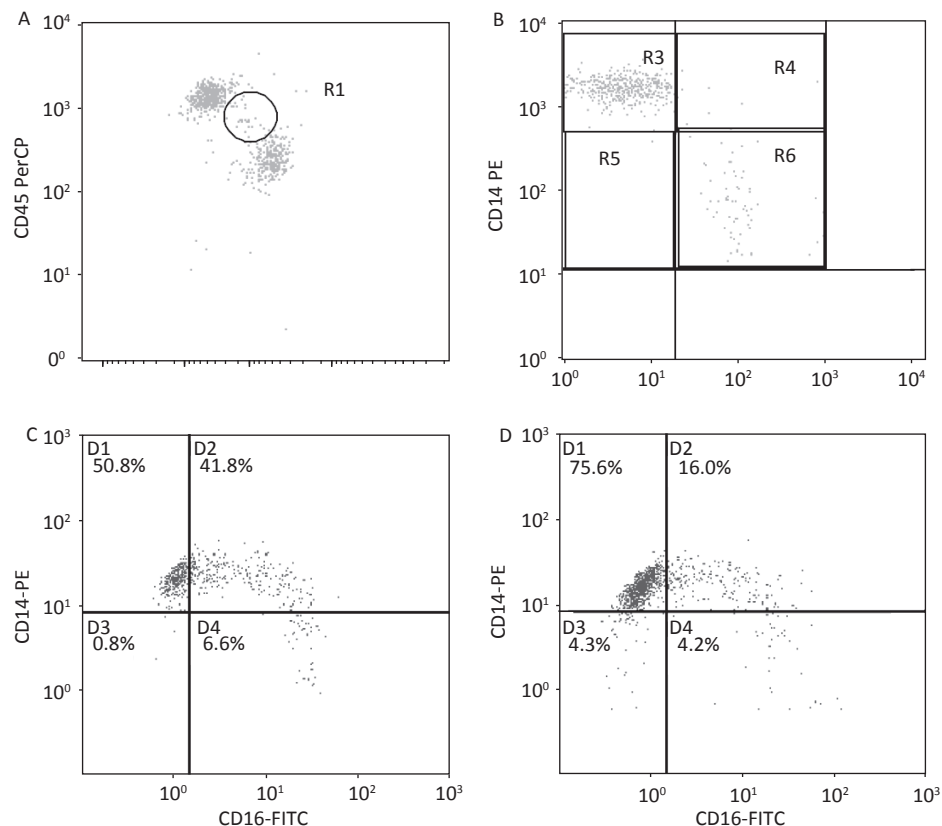 A
10⁴
10³
10²
10¹
0⁰
CD45 PerCP
R1
B
10⁴
10³
10²
10¹
10⁰
CD14 PE
R3
R4
R5
R6
10⁰ 10¹ 10² 10³ 10⁴
C
10³
10²
10¹
10⁰
CD14-PE
D1
50.8%
D2
41.8%
D3
0.8%
D4
6.6%
10⁰ 10¹ 10² 10³
CD16-FITC
D
10³
10²
10¹
10⁰
CD14-PE
D1
75.6%
D2
16.0%
D3
4.3%
D4
4.2%
10⁰ 10¹ 10² 10³
CD16-FITC